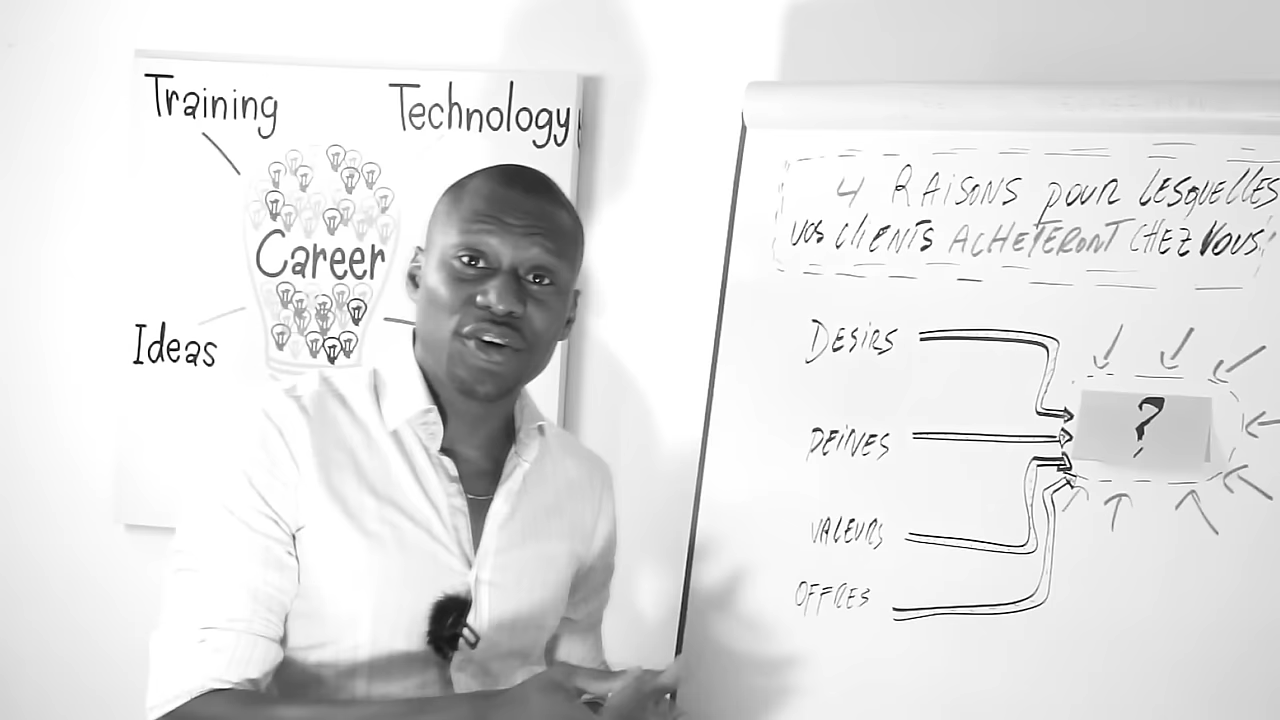 Training
Technology
Career
Ideas
4 RAISONS POUR LESQUELLES
VOS CLIENTS ACHETERONT CHEZ VOUS!
DESIRS
PEINES
VALEURS
OFFRES
?